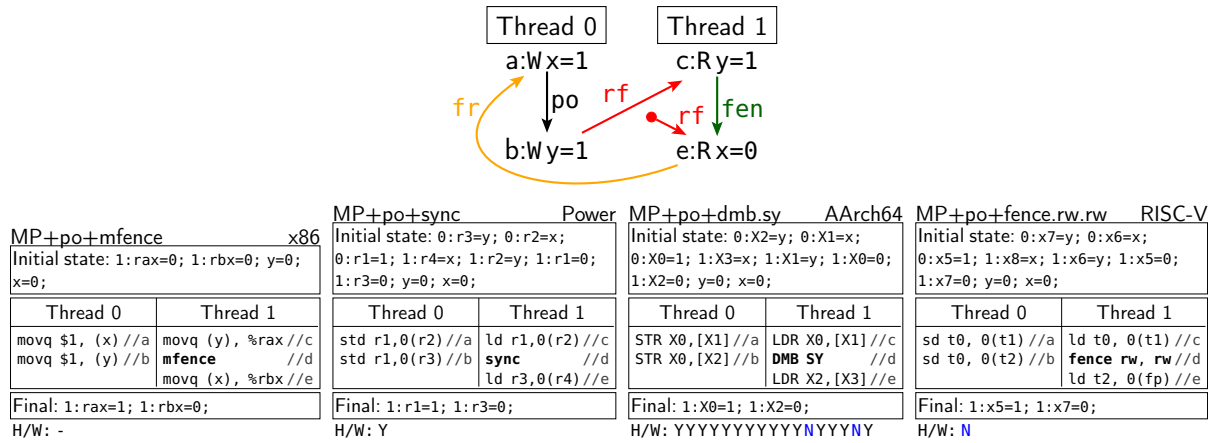 Thread 0 Thread 1
a:W x=1 c:R y=1
fr po rf rf fen
b:W y=1 e:R x=0
MP+po+mfence x86
Initial state: 1:rax=0; 1:rbx=0; y=0;
x=0;
Thread 0 Thread 1
movq $1, (x)//a movq (y), %rax//c
movq $1, (y)//b mfence //d
movq (x), %rbx//e
Final: 1:rax=1; 1:rbx=0;
H/W: -
MP+po+sync Power
Initial state: 0:r3=y; 0:r2=x;
0:r1=1; 1:r4=x; 1:r2=y; 1:r1=0;
1:r3=0; y=0; x=0;
Thread 0 Thread 1
std r1,0(r2)//a ld r1,0(r2)//c
std r1,0(r3)//b sync //d
ld r3,0(r4)//e
Final: 1:r1=1; 1:r3=0;
H/W: Y
MP+po+dmb.sy AArch64
Initial state: 0:X2=y; 0:X1=x;
0:X0=1; 1:X3=x; 1:X1=y; 1:X0=0;
1:X2=0; y=0; x=0;
Thread 0 Thread 1
STR X0,[X1]//a LDR X0,[X1]//c
STR X0,[X2]//b DMB SY //d
LDR X2,[X3]//e
Final: 1:X0=1; 1:X2=0;
H/W: YYYYYYYYYYYNYYYNY
MP+po+fence.rw.rw RISC-V
Initial state: 0:x7=y; 0:x6=x;
0:x5=1; 1:x8=x; 1:x6=y; 1:x5=0;
1:x7=0; y=0; x=0;
Thread 0 Thread 1
sd t0, 0(t1)//a ld t0, 0(t1)//c
sd t0, 0(t2)//b fence rw, rw//d
ld t2, 0(fp)//e
Final: 1:x5=1; 1:x7=0;
H/W: N